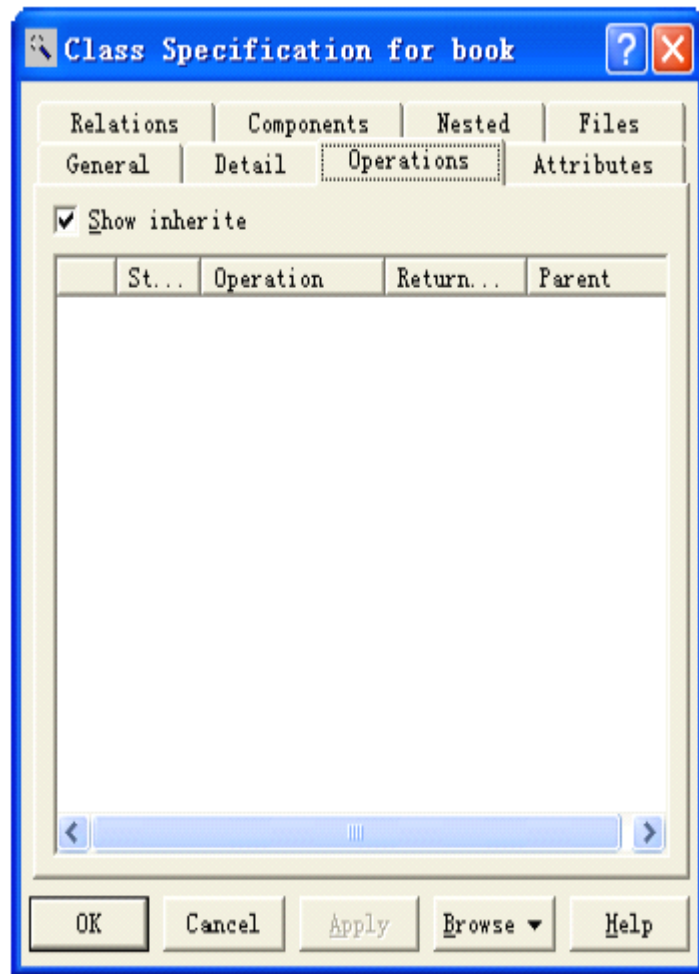 Class Specification for book
Relations Components Nested Files
General Detail Operations Attributes
Show inherite
St... Operation Return... Parent
OK Cancel Apply Browse Help